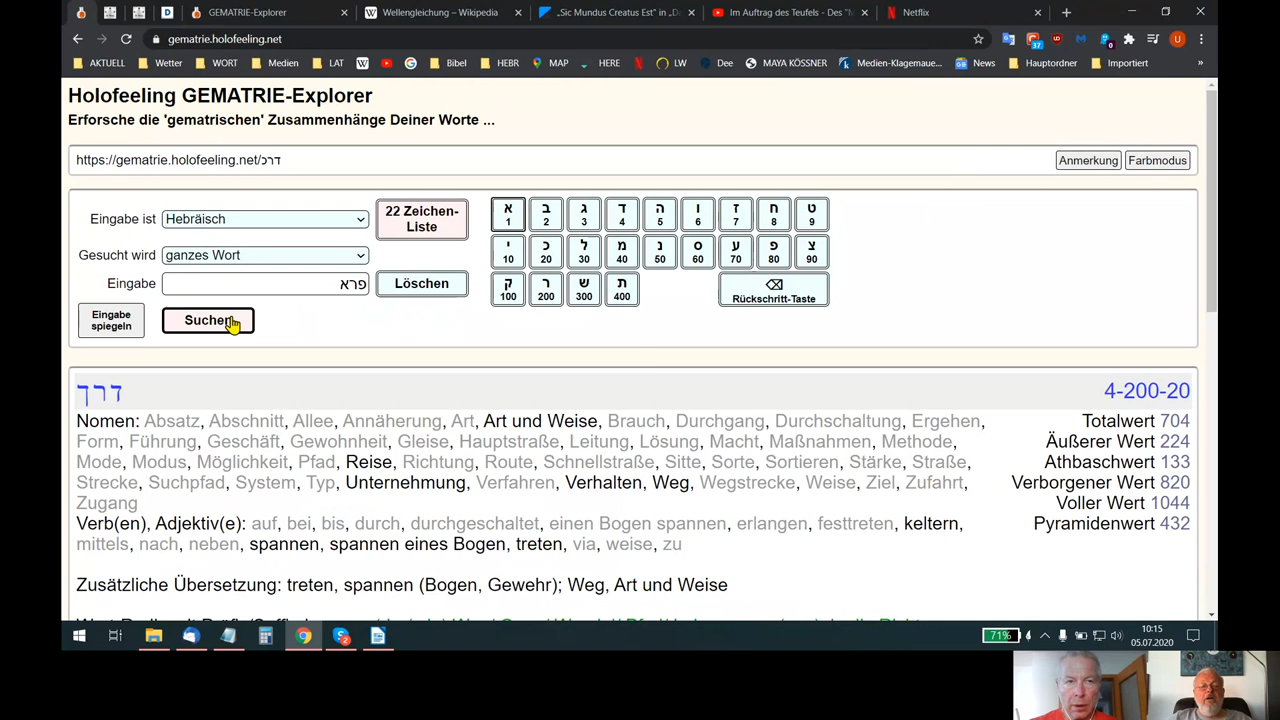 GEMATRIE-Explorer
Wellengleichung – Wikipedia
„Sic Mundus Creatus Est“ in „De
Im Auftrag des Teufels - Des "M
Netflix
gematrie.holofeeling.net
37
0
U
AKTUELL
Wetter
WORT
Medien
LAT
Bibel
HEBR
MAP
HERE
LW
Dee
MAYA KÖSSNER
Medien-Klagemaue...
News
Hauptordner
Importiert
»
Holofeeling GEMATRIE-Explorer
Erforsche die 'gematrischen' Zusammenhänge Deiner Worte ...
https://gematrie.holofeeling.net/דרכ
Anmerkung
Farbmodus
Eingabe ist
Hebräisch
22 Zeichen-
Liste
Gesucht wird
ganzes Wort
Eingabe
פרא
Löschen
Eingabe
spiegeln
Suchen
א ב ג ד ה ו ז ח ט
1 2 3 4 5 6 7 8 9
י כ ל מ נ ס ע פ צ
10 20 30 40 50 60 70 80 90
ק ר ש ת
100 200 300 400
Rückschritt-Taste
דרך
4-200-20
Nomen: Absatz, Abschnitt, Allee, Annäherung, Art, Art und Weise, Brauch, Durchgang, Durchschaltung, Ergehen,
Form, Führung, Geschäft, Gewohnheit, Gleise, Hauptstraße, Leitung, Lösung, Macht, Maßnahmen, Methode,
Mode, Modus, Möglichkeit, Pfad, Reise, Richtung, Route, Schnellstraße, Sitte, Sorte, Sortieren, Stärke, Straße,
Strecke, Suchpfad, System, Typ, Unternehmung, Verfahren, Verhalten, Weg, Wegstrecke, Weise, Ziel, Zufahrt,
Zugang
Verb(en), Adjektiv(e): auf, bei, bis, durch, durchgeschaltet, einen Bogen spannen, erlangen, festtreten, keltern,
mittels, nach, neben, spannen, spannen eines Bogen, treten, via, weise, zu
Totalwert 704
Äußerer Wert 224
Athbaschwert 133
Verborgener Wert 820
Voller Wert 1044
Pyramidenwert 432
Zusätzliche Übersetzung: treten, spannen (Bogen, Gewehr); Weg, Art und Weise
71%
10:15
05.07.2020